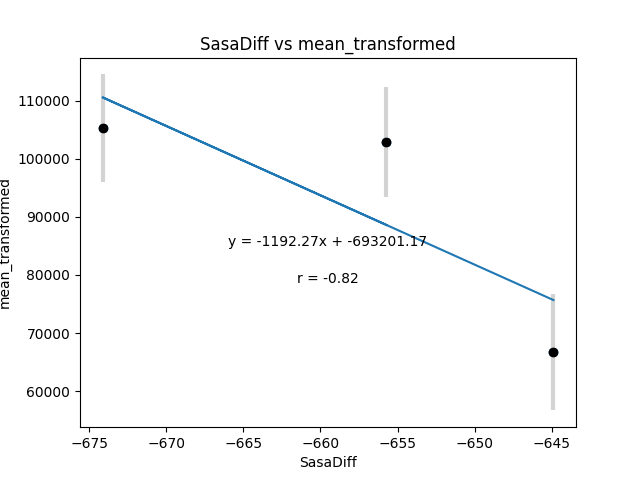 SasaDiff vs mean_transformed
mean_transformed
110000
100000
90000
80000
70000
60000
y = -1192.27x + -693201.17
r = -0.82
−675
−670
−665
−660
−655
−650
−645
SasaDiff